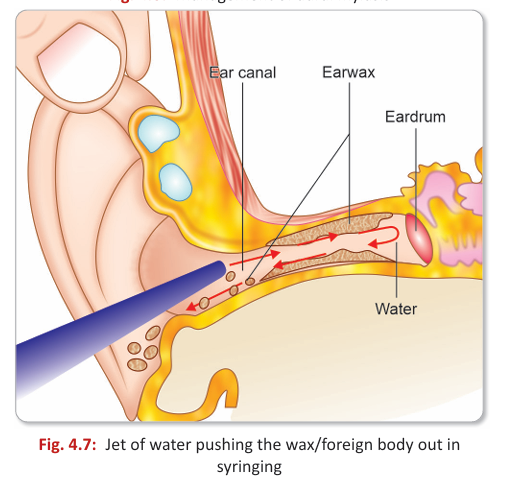 Ear canal
Earwax
Eardrum
Water
Fig. 4.7: Jet of water pushing the wax/foreign body out in
syringing